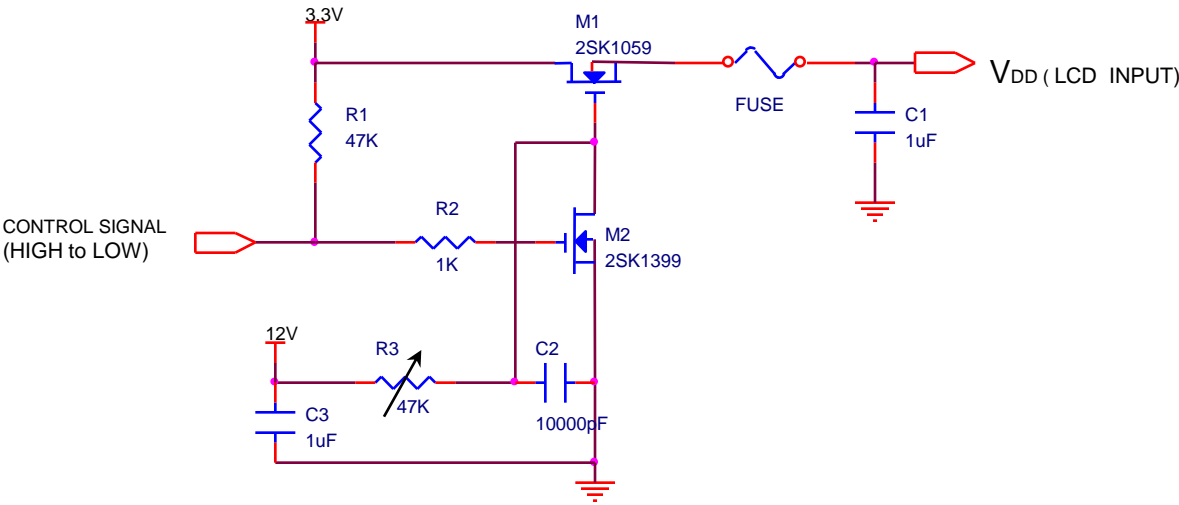 3.3V
M1
2SK1059
FUSE
VDD ( LCD INPUT)
R1
47K
C1
1uF
CONTROL SIGNAL
(HIGH to LOW)
R2
1K
M2
2SK1399
12V
R3
47K
C2
10000pF
C3
1uF